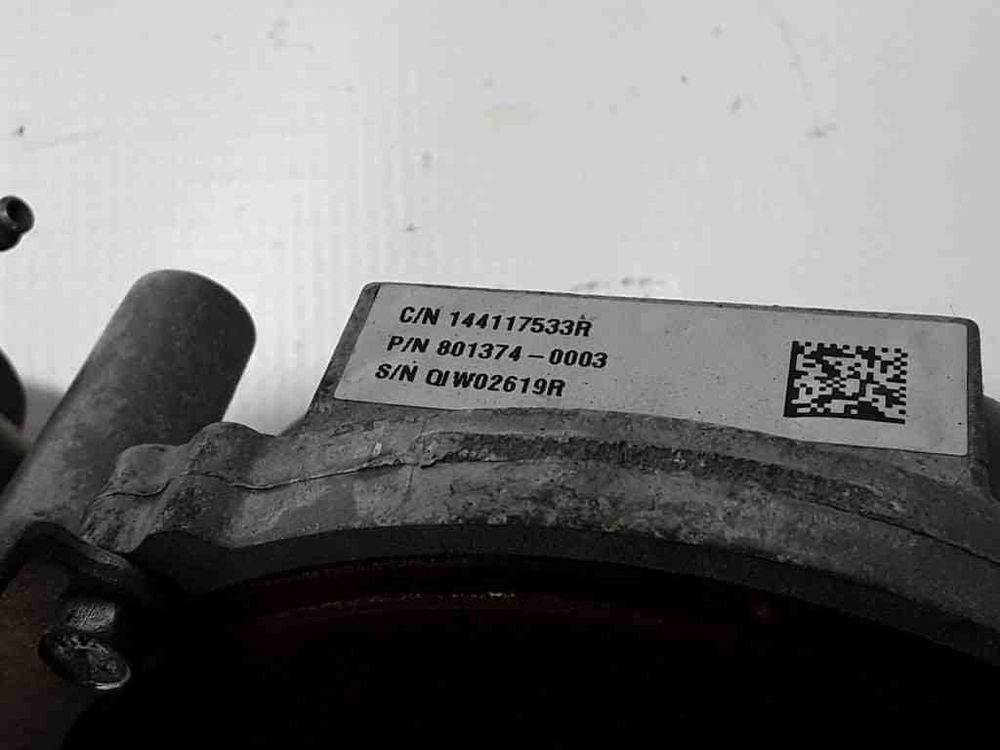 C/N 144117533R
P/N 801374-0003
S/N QIW02619R